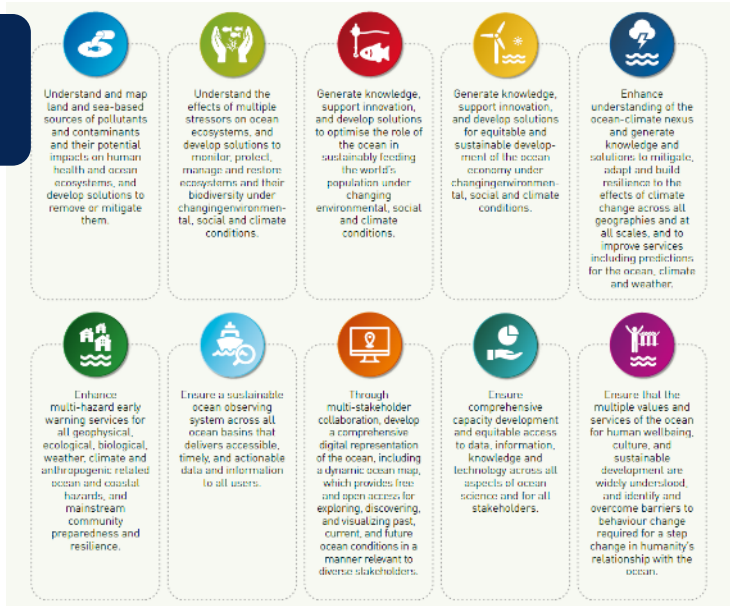 Understand and map
land and sea-based
sources of pollutants
and contaminants
and their potential
impacts on human
health and ocean
ecosystems, and
develop solutions to
remove or mitigate
them.
Understand the
effects of multiple
stressors on ocean
ecosystems, and
develop solutions to
monitor, protect,
manage and restore
ecosystems and their
biodiversity under
changingenvironmen-
tal, social and climate
conditions.
Generate knowledge,
support innovation,
and develop solutions
to optimise the role of
the ocean in
sustainably feeding
the world's
population under
changing
environmental, social
and climate
conditions.
Generate knowledge,
support innovation,
and develop solutions
for equitable and
sustainable develop-
ment of the ocean
economy under
changingenvironmen-
tal, social and climate
conditions.
Enhance
understanding of the
ocean-climate nexus
and generate
knowledge and
solutions to mitigate,
adapt and build
resilience to the
effects of climate
change across all
geographies and at
all scales, and to
improve services
including predictions
for the ocean, climate
and weather.
Enhance
multi-hazard early
warning services for
all geophysical,
ecological, biological,
weather, climate and
anthropogenic related
ocean and coastal
hazards, and
mainstream
community
preparedness and
resilience.
Ensure a sustainable
ocean observing
system across all
ocean basins that
delivers accessible,
timely, and actionable
data and information
to all users.
Through
multi-stakeholder
collaboration, develop
a comprehensive
digital representation
of the ocean, including
a dynamic ocean map,
which provides free
and open access for
exploring, discovering,
and visualizing past,
current, and future
ocean conditions in a
manner relevant to
diverse stakeholders.
Ensure
comprehensive
capacity development
and equitable access
to data, information,
knowledge and
technology across all
aspects of ocean
science and for all
stakeholders.
Ensure that the
multiple values and
services of the ocean
for human wellbeing,
culture, and
sustainable
development are
widely understood,
and identify and
overcome barriers to
behaviour change
required for a step
change in humanity's
relationship with the
ocean.